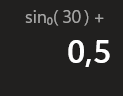 sin₀( 30 ) +
0,5